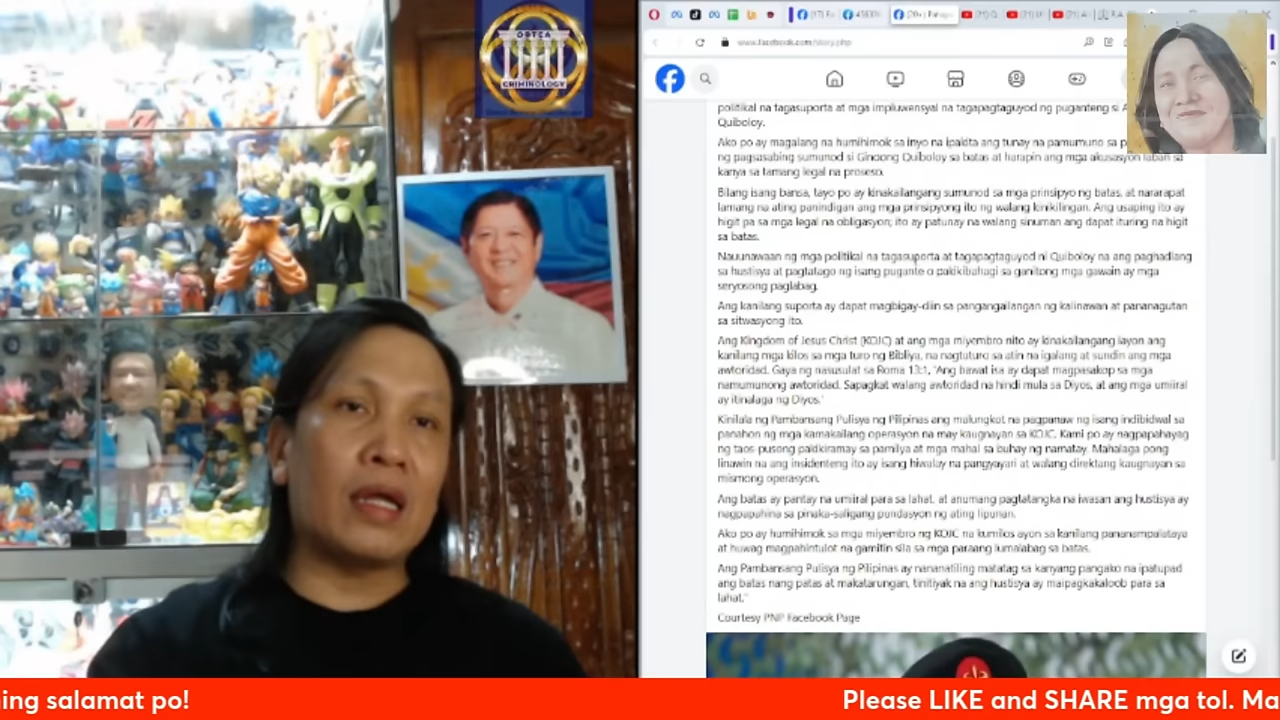 ORTEA
CRIMINOLOGY
www.facebook.com/story.php
politikal na tagasuporta at mga impluwensyal na tagapagtaguyod ng puganteng si A
Quiboloy.
Ako po ay magalang na humihimok sa inyo na ipakita ang tunay na pamumuno sa p
ng pagsasabing sumunod si Ginoong Quiboloy sa batas at harapin ang mga akusasyon laban sa
kanya sa tamang legal na proseso.
Bilang isang bansa, tayo po ay kinakailangang sumunod sa mga prinsipyo ng batas, at nararapat
lamang na ating panindigan ang mga prinsipyong ito ng walang kinikilingan. Ang usaping ito ay
higit pa sa mga legal na obligasyon; ito ay patunay na walang sinuman ang dapat ituring na higit
sa batas.
Nauunawaan ng mga politikal na tagasuporta at tagapagtaguyod ni Quiboloy na ang paghadlang
sa hustisya at pagtatago ng isang pugante o pakikibahagi sa ganitong mga gawain ay mga
seryosong paglabag.
Ang kanilang suporta ay dapat magbigay-diin sa pangangailangan ng kalinawan at pananagutan
sa sitwasyong ito.
Ang Kingdom of Jesus Christ (KOJC) at ang mga miyembro nito ay kinakailangang iayon ang
kanilang mga kilos sa mga turo ng Bibliya, na nagtuturo sa atin na igalang at sundin ang mga
awtoridad. Gaya ng nasusulat sa Roma 13:1, 'Ang bawat isa ay dapat magpasakop sa mga
namumunong awtoridad. Sapagkat walang awtoridad na hindi mula sa Diyos, at ang mga umiiral
ay itinalaga ng Diyos.'
Kinilala ng Pambansang Pulisya ng Pilipinas ang malungkot na pagpanaw ng isang indibidwal sa
panahon ng mga kamakailang operasyon na may kaugnayan sa KOJC. Kami po ay nagpapahayag
ng taos-pusong pakikiramay sa pamilya at mga mahal sa buhay ng namatay. Mahalaga pong
linawin na ang insidenteng ito ay isang hiwalay na pangyayari at walang direktang kaugnayan sa
mismong operasyon.
Ang batas ay pantay na umiiral para sa lahat, at anumang pagtatangka na iwasan ang hustisya ay
nagpapahina sa pinaka-saligang pundasyon ng ating lipunan.
Ako po ay humihimok sa mga miyembro ng KOJC na kumilos ayon sa kanilang pananampalataya
at huwag magpahintulot na gamitin sila sa mga paraang lumalabag sa batas.
Ang Pambansang Pulisya ng Pilipinas ay nananatiling matatag sa kanyang pangako na ipatupad
ang batas nang patas at makatarungan, tinitiyak na ang hustisya ay maipagkakaloob para sa
lahat."
Courtesy PNP Facebook Page
ing salamat po!
Please LIKE and SHARE mga tol. Ma